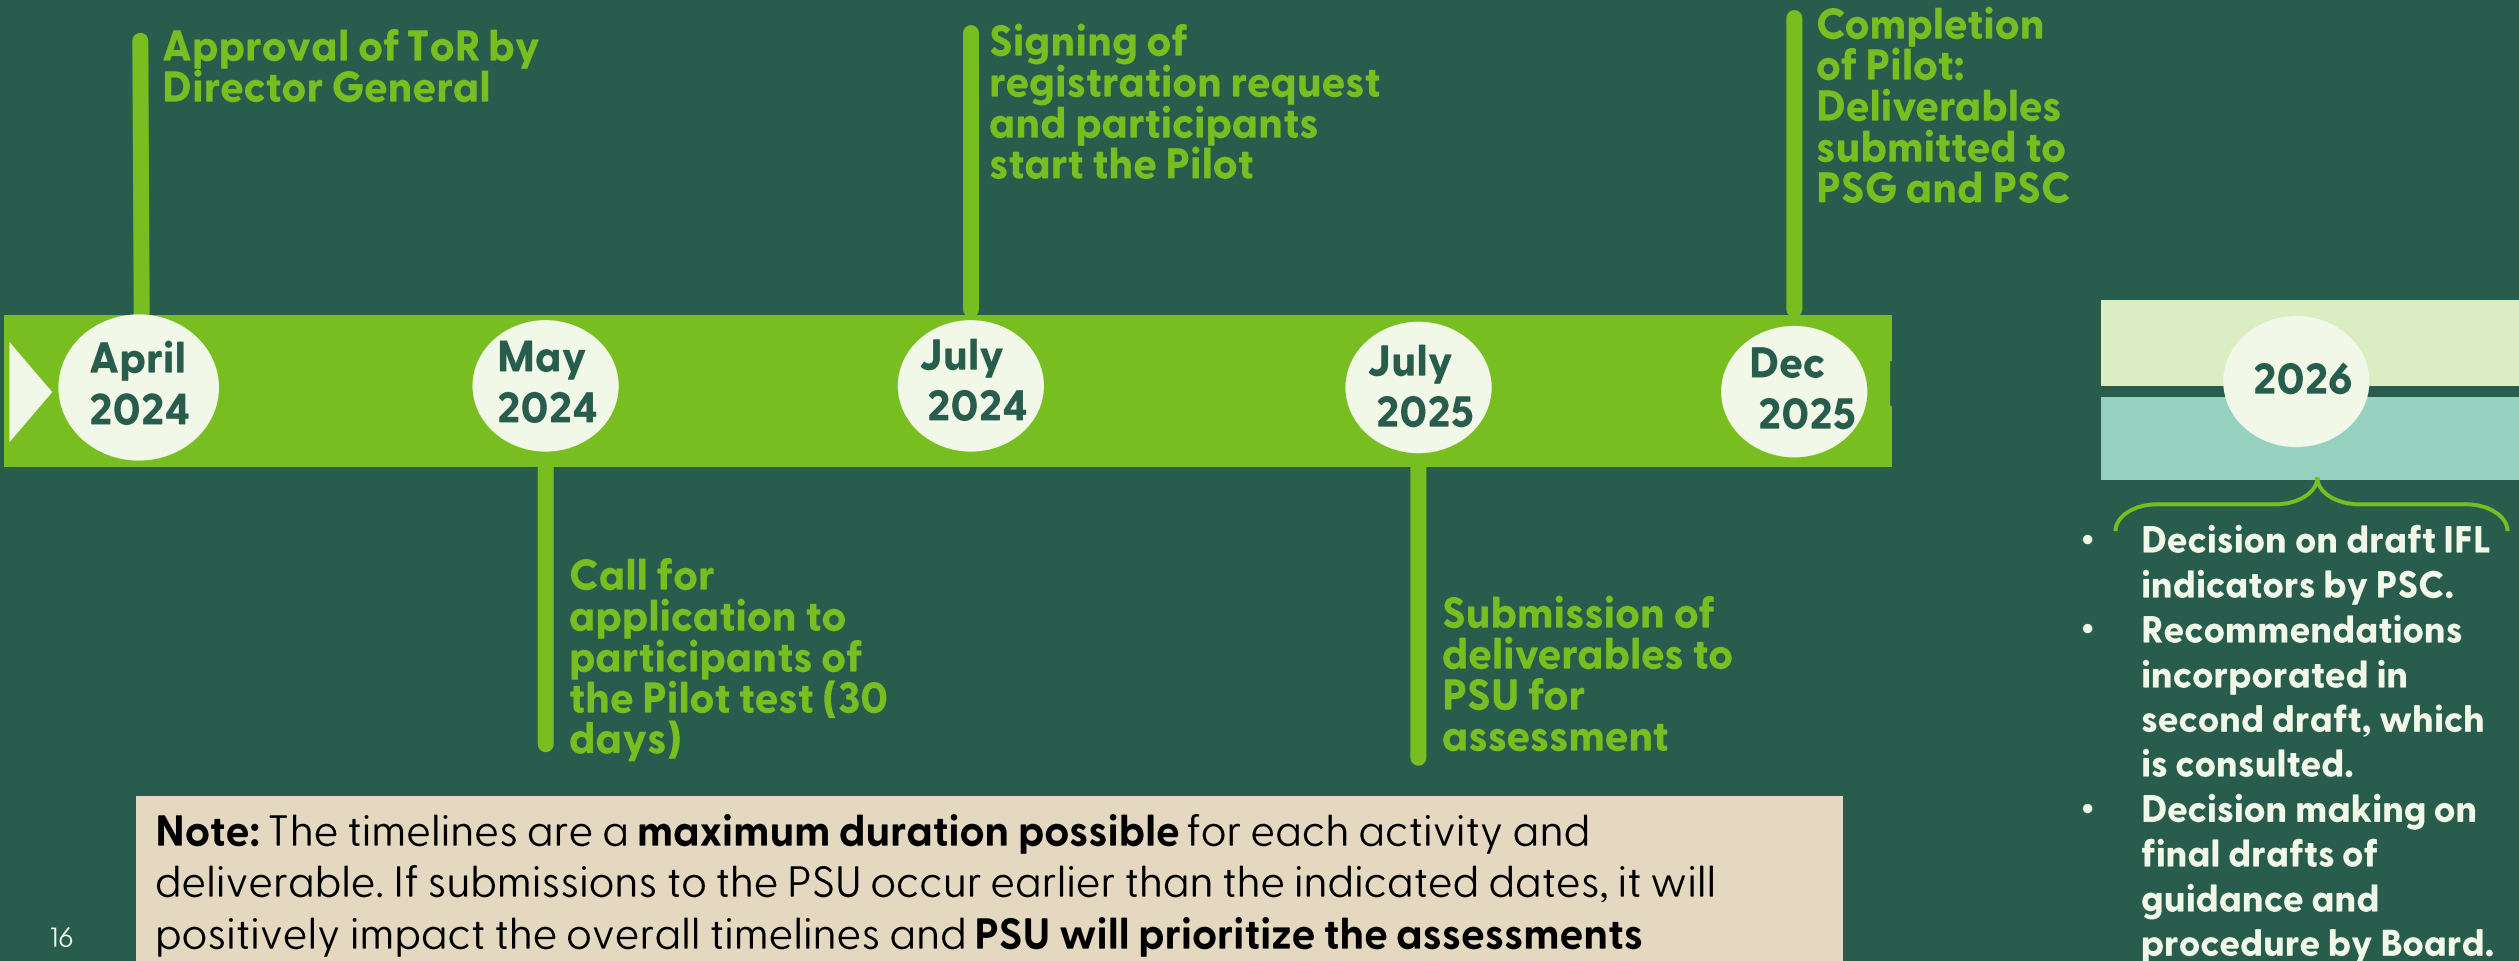 Approval of ToR by
Director General
Signing of
registration request
and participants
start the Pilot
Completion
of Pilot:
Deliverables
submitted to
PSG and PSC
April
2024
May
2024
July
2024
July
2025
Dec
2025
2026
Call for
application to
participants of
the Pilot test (30
days)
Submission of
deliverables to
PSU for
assessment
• Decision on draft IFL
indicators by PSC.
• Recommendations
incorporated in
second draft, which
is consulted.
• Decision making on
final drafts of
guidance and
procedure by Board.
Note: The timelines are a maximum duration possible for each activity and
deliverable. If submissions to the PSU occur earlier than the indicated dates, it will
positively impact the overall timelines and PSU will prioritize the assessments
16